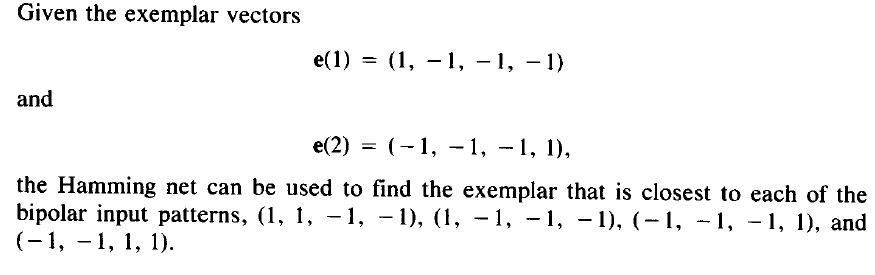 Given the exemplar vectors
e(1) = (1, −1, −1, −1)
and
e(2) = (−1, −1, −1, 1),
the Hamming net can be used to find the exemplar that is closest to each of the
bipolar input patterns, (1, 1, −1, −1), (1, −1, −1, −1), (−1, −1, −1, 1), and
(−1, −1, 1, 1).